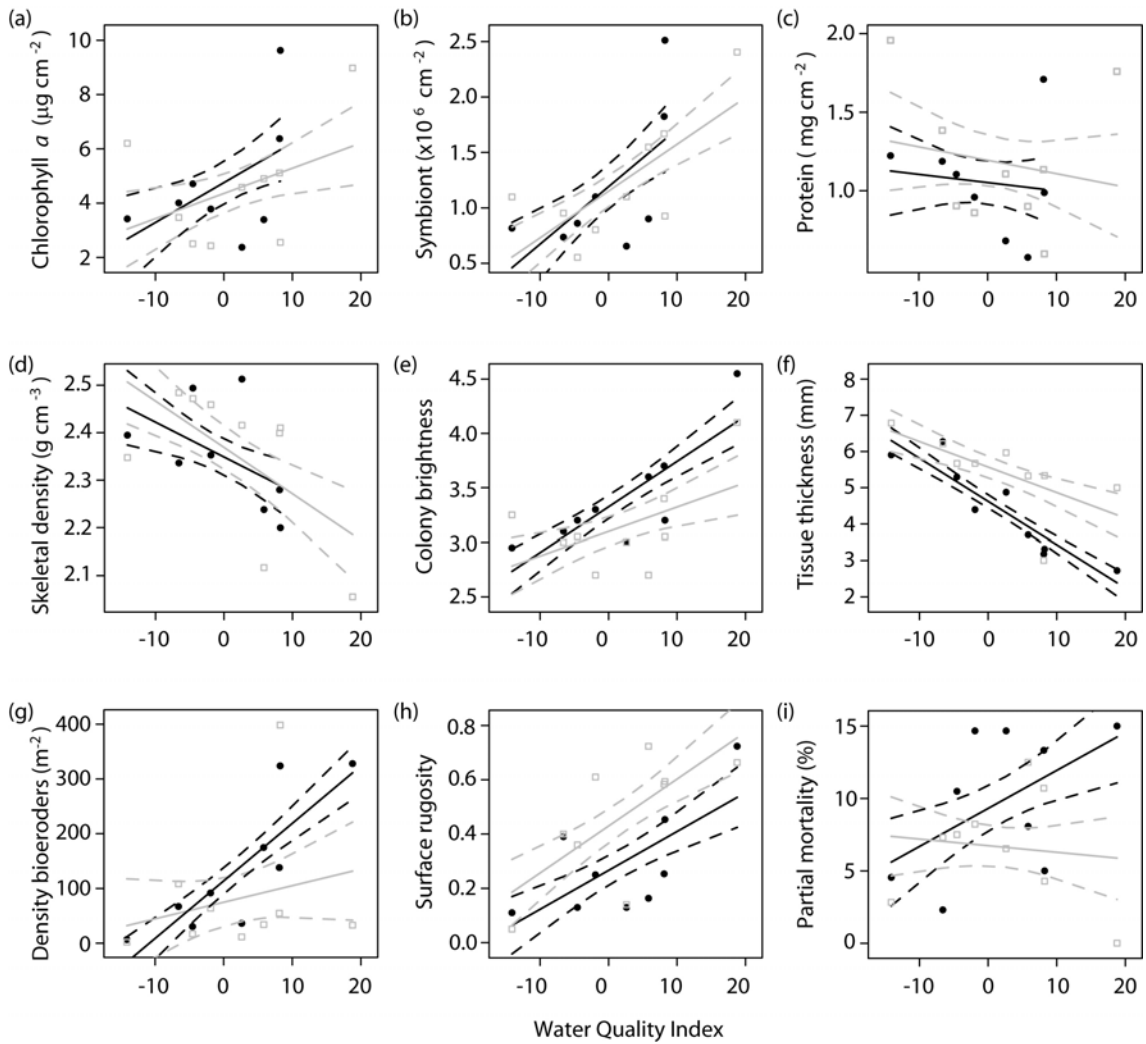 (a)
Chlorophyll a (µg cm-2)
10
8
6
4
2
-10 0 10 20
(b)
Symbiont (x10 6 cm-2)
2.5
2.0
1.5
1.0
0.5
-10 0 10 20
(c)
Protein ( mg cm-2)
2.0
1.5
1.0
-10 0 10 20
(d)
Skeletal density (g cm-3)
2.5
2.4
2.3
2.2
2.1
-10 0 10 20
(e)
Colony brightness
4.5
4.0
3.5
3.0
2.5
-10 0 10 20
(f)
Tissue thickness (mm)
8
7
6
5
4
3
2
-10 0 10 20
(g)
Density bioeroders (m-2)
400
300
200
100
0
-10 0 10 20
(h)
Surface rugosity
0.8
0.6
0.4
0.2
0.0
-10 0 10 20
(i)
Partial mortality (%)
15
10
5
0
-10 0 10 20
Water Quality Index